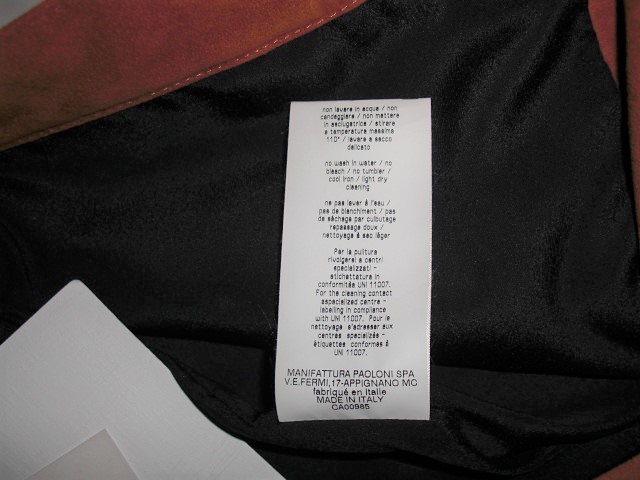 non lavare in acqua / non
candeggiare / non mettere
in asciugatrice / stirare
a temperatura massima
110° / lavare a secco
delicato
no wash in water / no
bleach / no tumbler /
cool iron / light dry
cleaning
ne pas laver à l'eau /
pas de blanchiment / pas
de séchage par culbutage
repassage doux /
nettoyage à sec léger
Per la pulitura
rivolgersi a centri
specializzati -
etichettatura in
conformità UNI 11007.
For the cleaning contact
aspecialized centre -
labelling in compliance
with UNI 11007. Pour le
nettoyage s'adresser aux
centres specialisés -
étiquettes conformes à
UNI 11007.
MANIFATTURA PAOLONI SPA
V.E.FERMI,17-APPIGNANO MC
fabriqué en Italie
MADE IN ITALY
CA00985